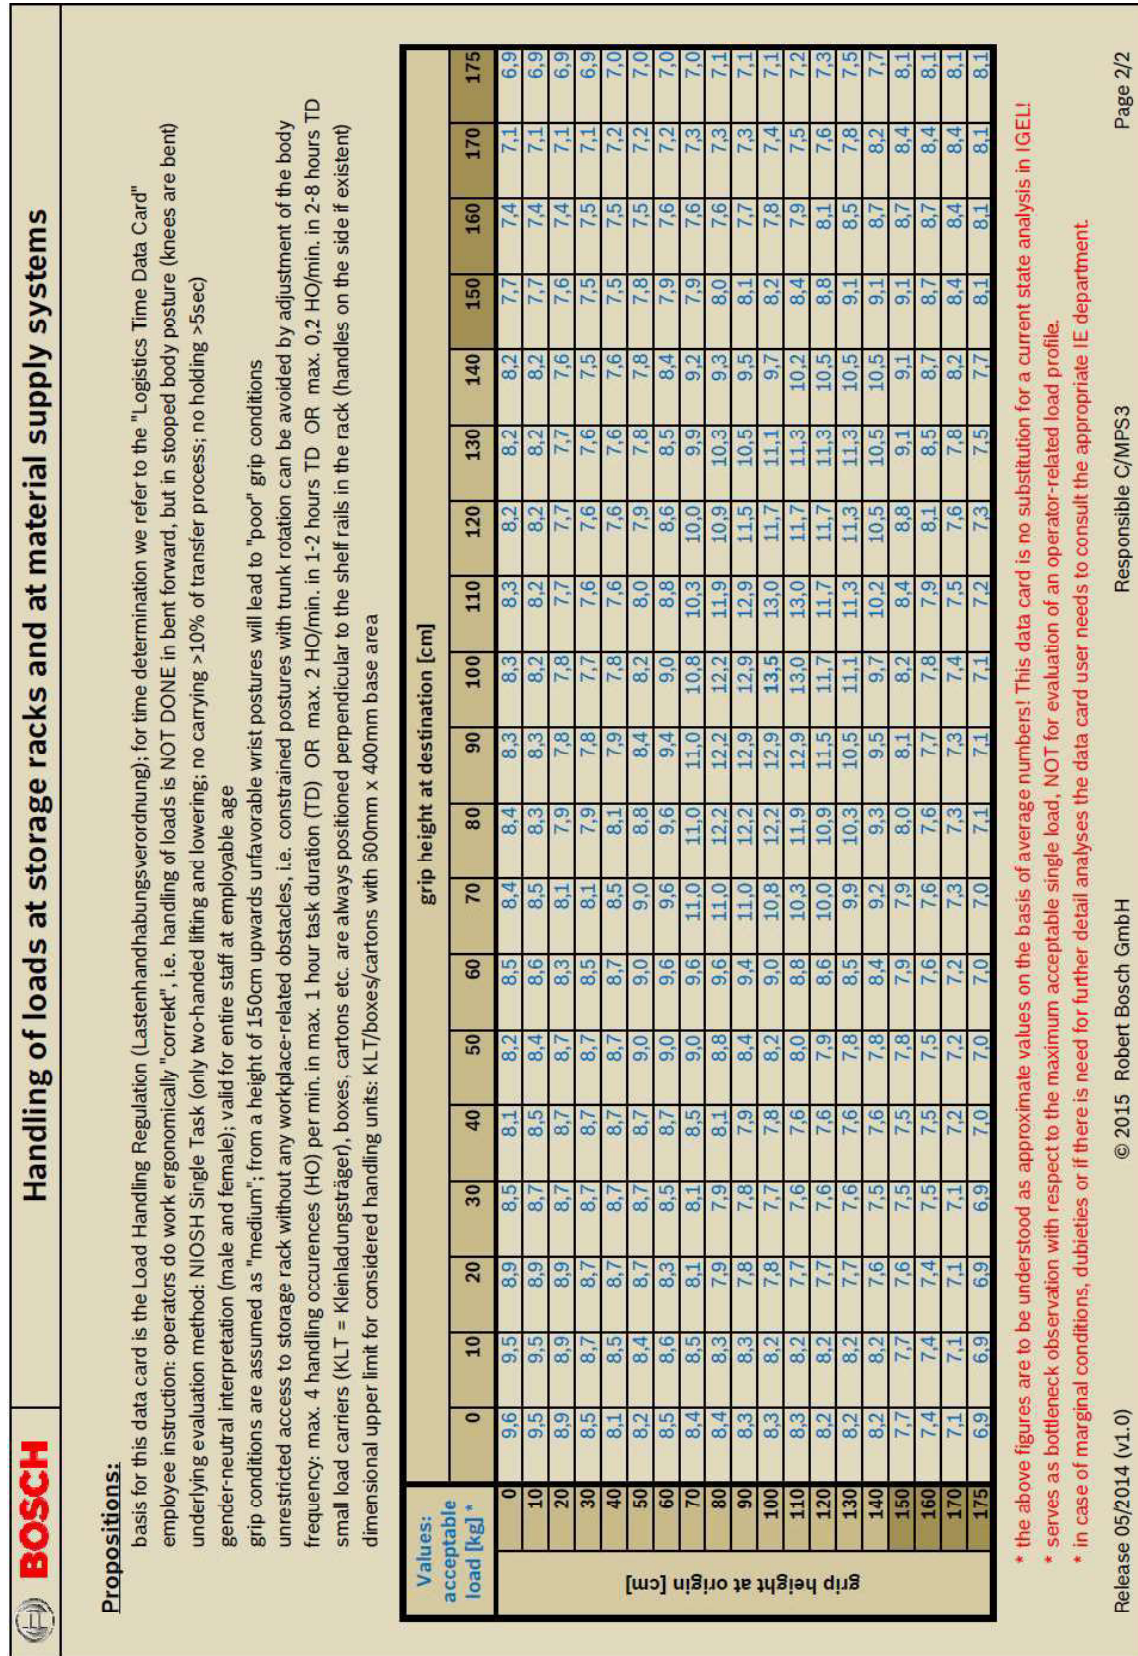 BOSCH
Handling of loads at storage racks and at material supply systems
Propositions:
basis for this data card is the Load Handling Regulation (Lastenhandhabungsverordnung); for time determination we refer to the "Logistics Time Data Card"
employee instruction: operators do work ergonomically "correkt", i.e. handling of loads is NOT DONE in bent forward, but in stooped body posture (knees are bent)
underlying evaluation method: NIOSH Single Task (only two-handed lifting and lowering; no carrying >10% of transfer process; no holding >5sec)
gender-neutral interpretation (male and female); valid for entire staff at employable age
grip conditions are assumed as "medium"; from a height of 150cm upwards unfavorable wrist postures will lead to "poor" grip conditions
unrestricted access to storage rack without any workplace-related obstacles, i.e. constrained postures with trunk rotation can be avoided by adjustment of the body
frequency: max. 4 handling occurences (HO) per min. in max. 1 hour task duration (TD) OR max. 2 HO/min. in 1-2 hours TD OR max. 0,2 HO/min. in 2-8 hours TD
small load carriers (KLT = Kleinladungsträger), boxes, cartons etc. are always positioned perpendicular to the shelf rails in the rack (handles on the side if existent)
dimensional upper limit for considered handling units: KLT/boxes/cartons with 600mm x 400mm base area
Values:
acceptable
load [kg] *
grip height at destination [cm]
0 10 20 30 40 50 60 70 80 90 100 110 120 130 140 150 160 170 175
grip height at origin [cm]
0 9,6 9,5 8,9 8,5 8,1 8,2 8,5 8,4 8,4 8,3 8,3 8,3 8,2 8,2 8,2 7,7 7,4 7,1 6,9
10 9,5 9,5 8,9 8,7 8,5 8,4 8,6 8,5 8,3 8,3 8,2 8,2 8,2 8,2 8,2 7,7 7,4 7,1 6,9
20 8,9 8,9 8,9 8,7 8,7 8,7 8,3 8,1 7,9 7,8 7,8 7,7 7,7 7,7 7,6 7,6 7,4 7,1 6,9
30 8,5 8,7 8,7 8,7 8,7 8,7 8,5 8,1 7,9 7,8 7,7 7,6 7,6 7,6 7,5 7,5 7,5 7,1 6,9
40 8,1 8,5 8,7 8,7 8,7 8,7 8,7 8,5 8,1 7,9 7,8 7,6 7,6 7,6 7,6 7,5 7,5 7,2 7,0
50 8,2 8,4 8,7 8,7 8,7 9,0 9,0 9,0 8,8 8,4 8,2 8,0 7,9 7,8 7,8 7,8 7,5 7,2 7,0
60 8,5 8,6 8,3 8,5 8,7 9,0 9,6 9,6 9,6 9,4 9,0 8,8 8,6 8,5 8,4 7,9 7,6 7,2 7,0
70 8,4 8,5 8,1 8,1 8,5 9,0 9,6 11,0 11,0 11,0 10,8 10,3 10,0 9,9 9,2 7,9 7,6 7,3 7,0
80 8,4 8,3 7,9 7,9 8,1 8,8 9,6 11,0 12,2 12,2 12,2 11,9 10,9 10,3 9,3 8,0 7,6 7,3 7,1
90 8,3 8,3 7,8 7,8 7,9 8,4 9,4 11,0 12,2 12,9 12,9 12,9 11,5 10,5 9,5 8,1 7,7 7,3 7,1
100 8,3 8,2 7,8 7,7 7,8 8,2 9,0 10,8 12,2 12,9 13,5 13,0 11,7 11,1 9,7 8,2 7,8 7,4 7,1
110 8,3 8,2 7,7 7,6 7,6 8,0 8,8 10,3 11,9 12,9 13,0 13,0 11,7 11,3 10,2 8,4 7,9 7,5 7,2
120 8,2 8,2 7,7 7,6 7,6 7,9 8,6 10,0 10,9 11,5 11,7 11,7 11,7 11,3 10,5 8,8 8,1 7,6 7,3
130 8,2 8,2 7,7 7,6 7,6 7,8 8,5 9,9 10,3 10,5 11,1 11,3 11,3 11,3 10,5 9,1 8,5 7,8 7,5
140 8,2 8,2 7,6 7,5 7,6 7,8 8,4 9,2 9,3 9,5 9,7 10,2 10,5 10,5 10,5 9,1 8,7 8,2 7,7
150 7,7 7,7 7,6 7,5 7,5 7,8 7,9 7,9 8,0 8,1 8,2 8,4 8,8 9,1 9,1 9,1 8,7 8,4 8,1
160 7,4 7,4 7,4 7,5 7,5 7,5 7,6 7,6 7,6 7,7 7,8 7,9 8,1 8,5 8,7 8,7 8,7 8,4 8,1
170 7,1 7,1 7,1 7,1 7,2 7,2 7,2 7,3 7,3 7,3 7,4 7,5 7,6 7,8 8,2 8,4 8,4 8,4 8,1
175 6,9 6,9 6,9 6,9 7,0 7,0 7,0 7,0 7,1 7,1 7,1 7,2 7,3 7,5 7,7 8,1 8,1 8,1 8,1
* the above figures are to be understood as approximate values on the basis of average numbers! This data card is no substitution for a current state analysis in IGEL!
* serves as bottleneck observation with respect to the maximum acceptable single load, NOT for evaluation of an operator-related load profile.
* in case of marginal conditions, dubieties or if there is need for further detail analyses the data card user needs to consult the appropriate IE department.
Release 05/2014 (v1.0) © 2015 Robert Bosch GmbH Responsible C/MPS3 Page 2/2